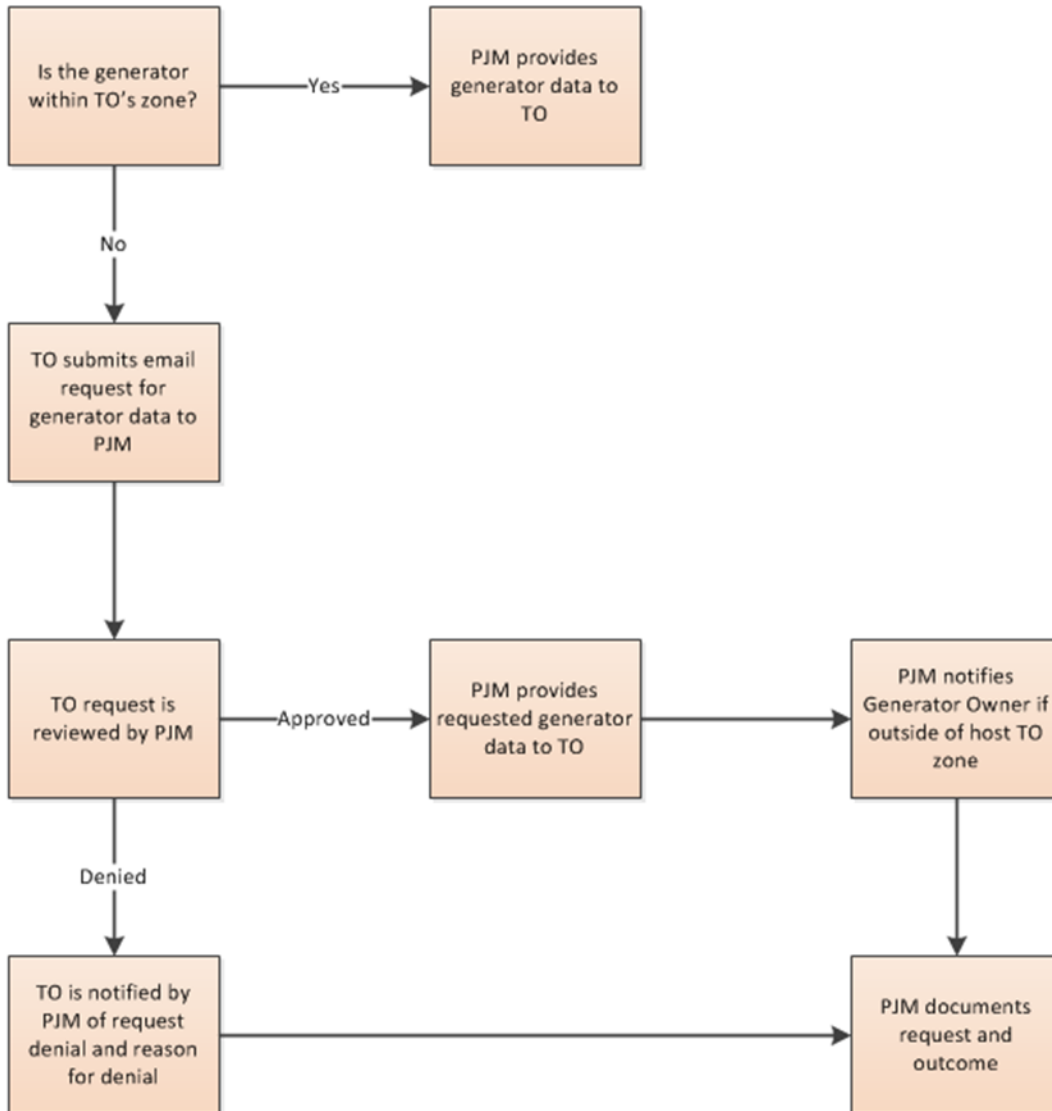 Is the generator
within TO's zone?
Yes
PJM provides
generator data to
TO
No
TO submits email
request for
generator data to
PJM
TO request is
reviewed by PJM
Approved
PJM provides
requested generator
data to TO
PJM notifies
Generator Owner if
outside of host TO
zone
Denied
TO is notified by
PJM of request
denial and reason
for denial
PJM documents
request and
outcome